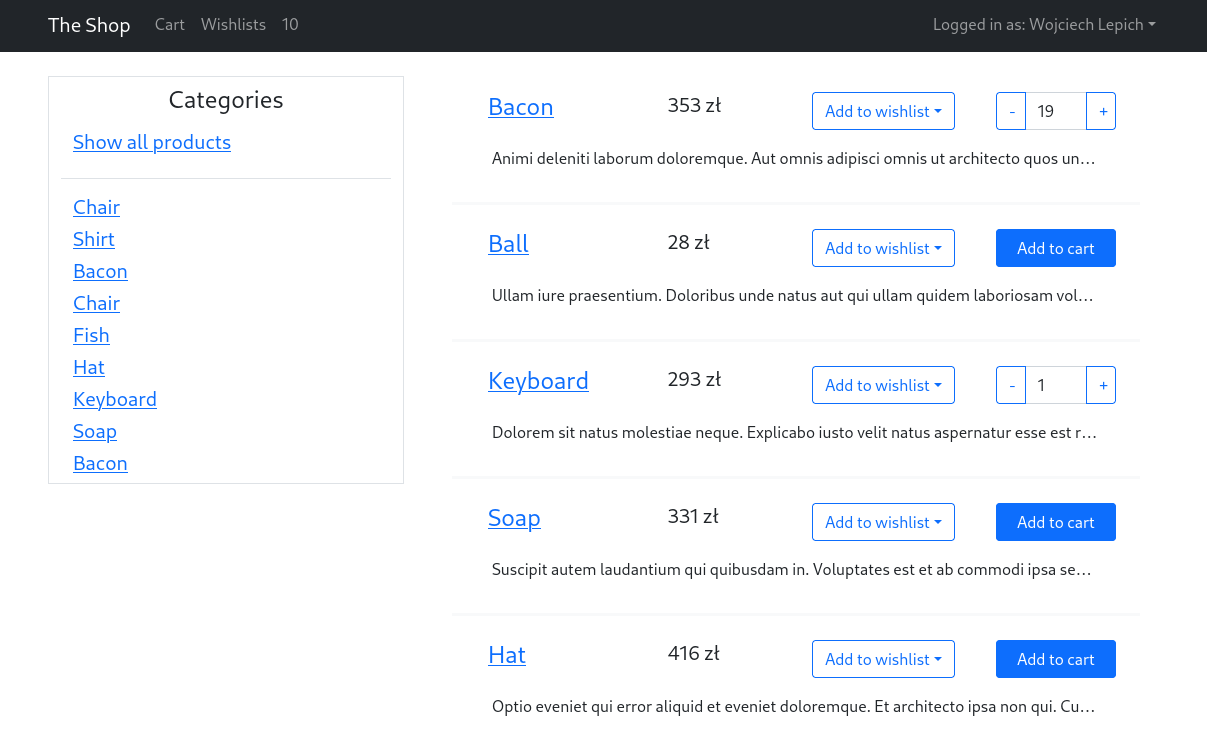 The Shop Cart Wishlists 10 Logged in as: Wojciech Lepich
Categories
Show all products
Chair
Shirt
Bacon
Chair
Fish
Hat
Keyboard
Soap
Bacon
Bacon 353 zł Add to wishlist - 19 +
Animi deleniti laborum doloremque. Aut omnis adipisci omnis ut architecto quos un…
Ball 28 zł Add to wishlist Add to cart
Ullam iure praesentium. Doloribus unde natus aut qui ullam quidem laboriosam vol…
Keyboard 293 zł Add to wishlist - 1 +
Dolorem sit natus molestiae neque. Explicabo iusto velit natus aspernatur esse est r…
Soap 331 zł Add to wishlist Add to cart
Suscipit autem laudantium qui quibusdam in. Voluptates est et ab commodi ipsa se…
Hat 416 zł Add to wishlist Add to cart
Optio eveniet qui error aliquid et eveniet doloremque. Et architecto ipsa non qui. Cu…